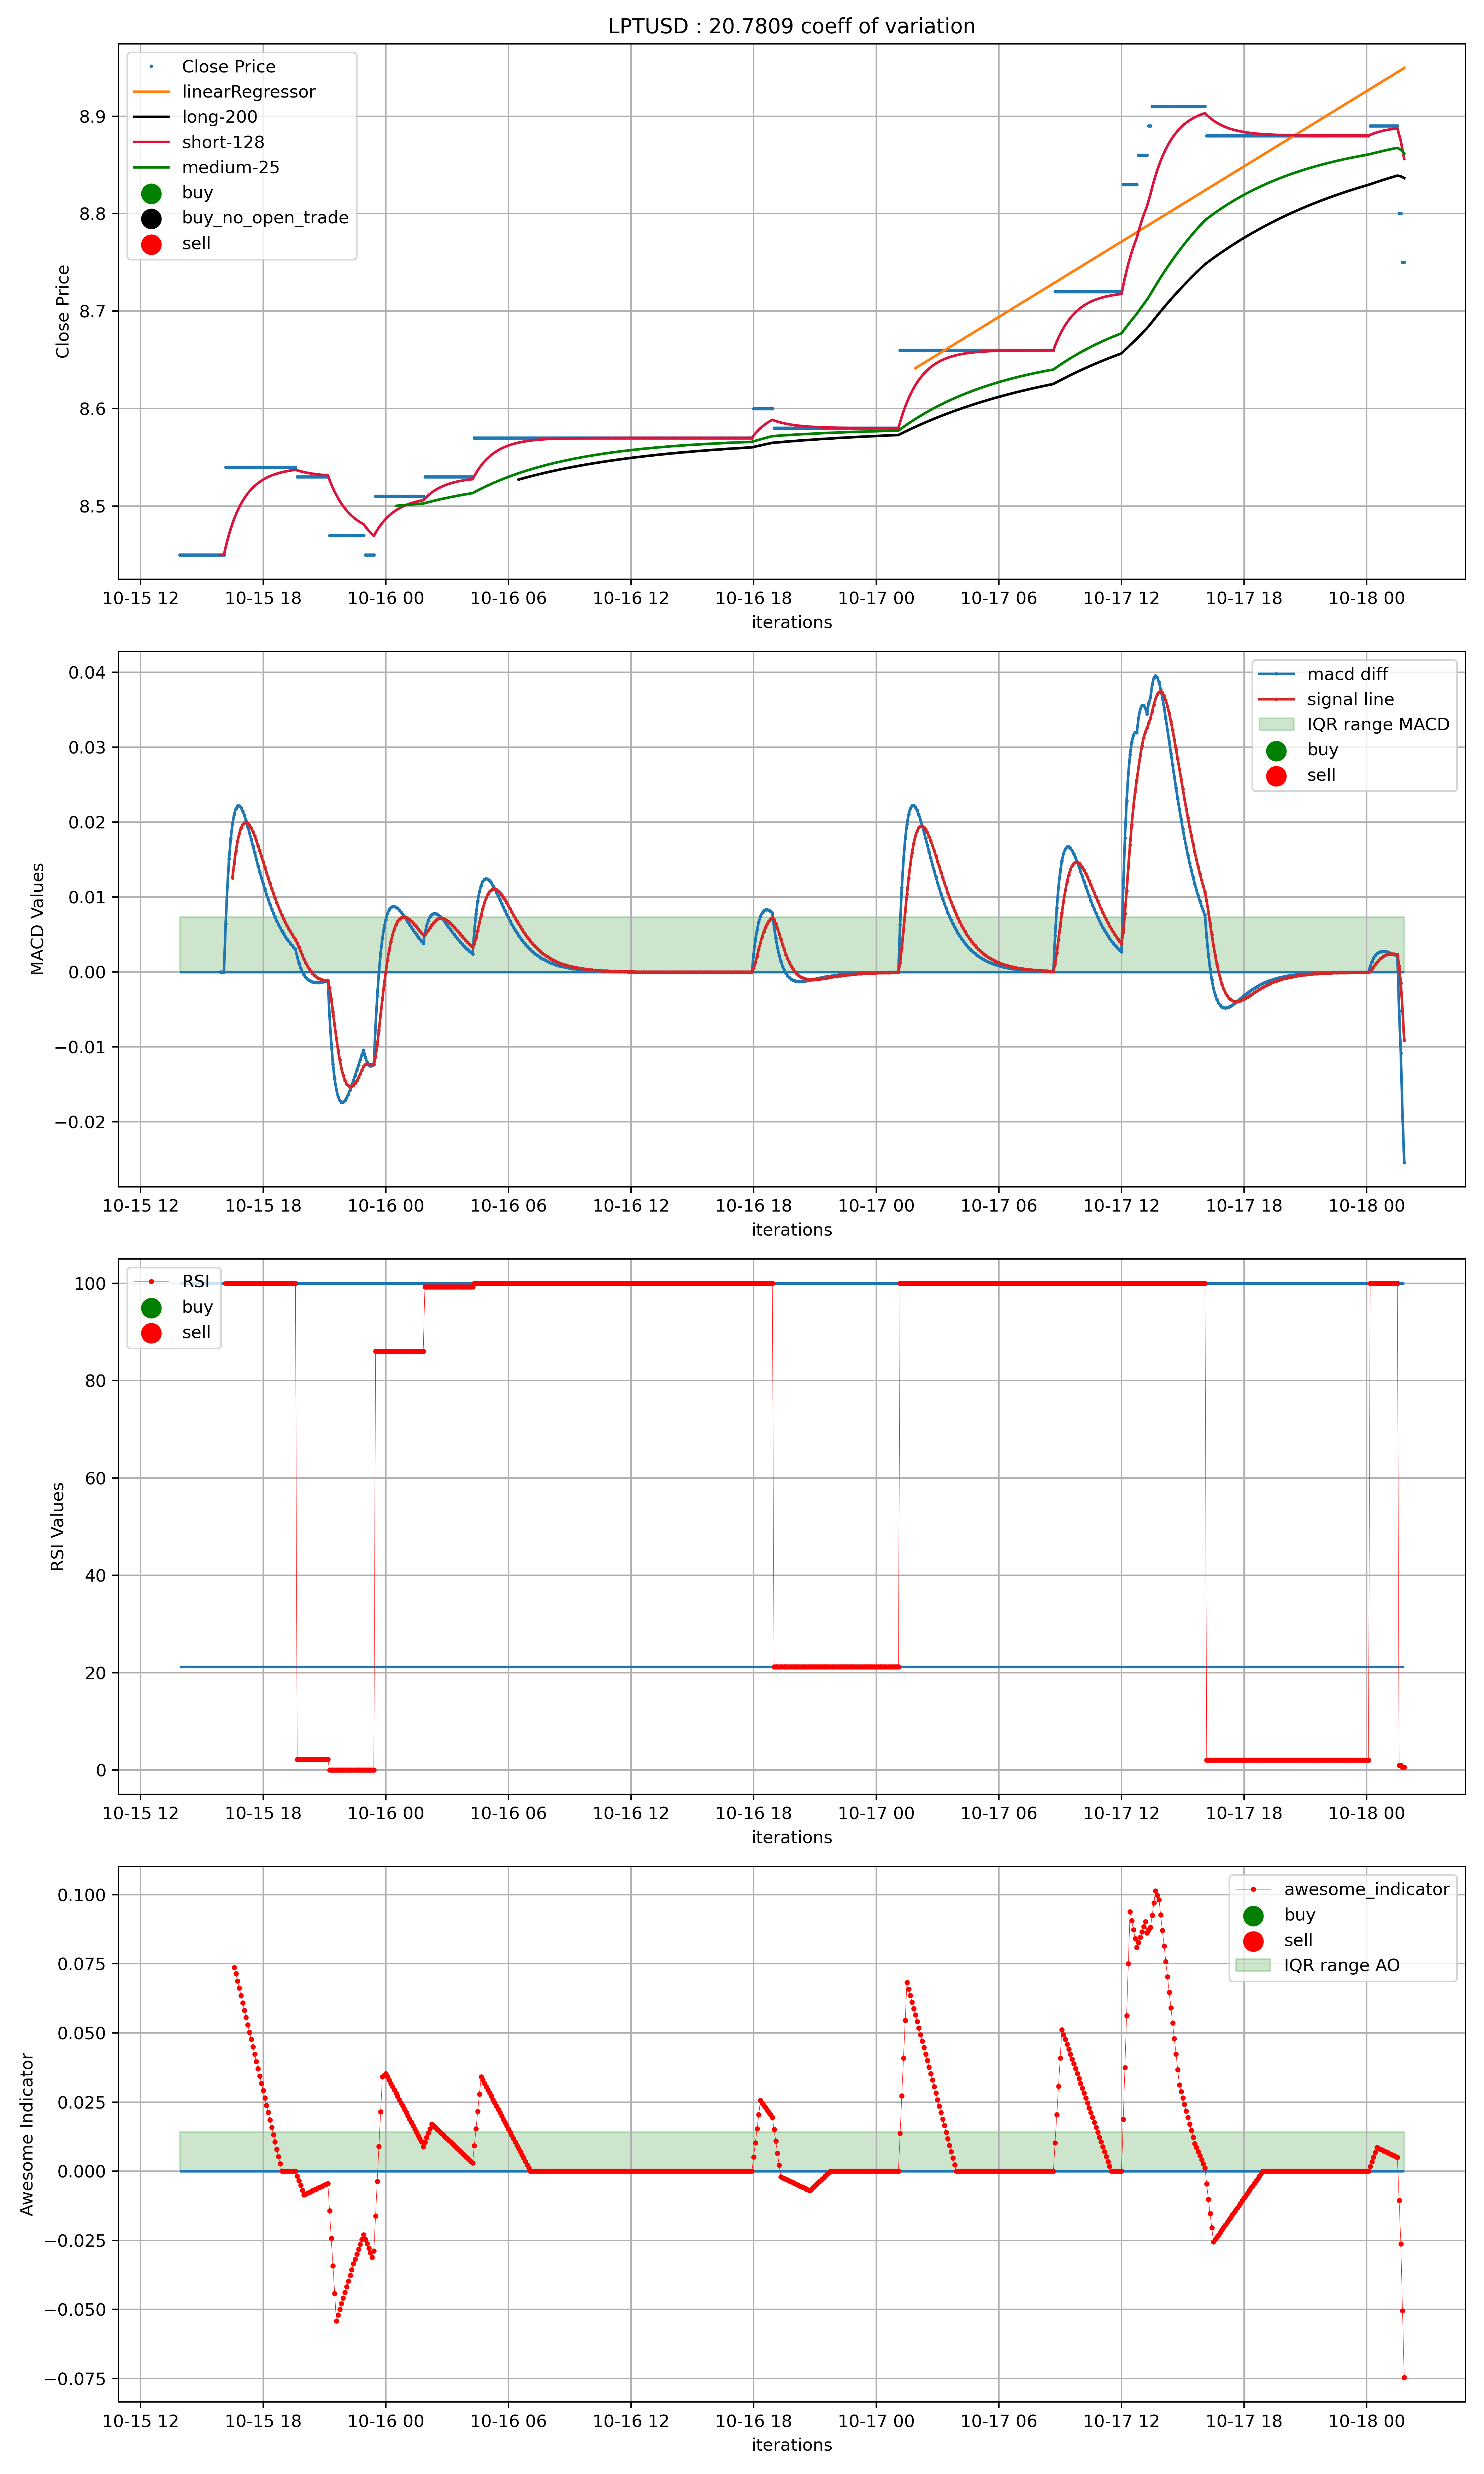 LPTUSD : 20.7809 coeff of variation
Close Price
linearRegressor
long-200
short-128
medium-25
buy
buy_no_open_trade
sell
Close Price
8.9
8.8
8.7
8.6
8.5
10-15 12 10-15 18 10-16 00 10-16 06 10-16 12 10-16 18 10-17 00 10-17 06 10-17 12 10-17 18 10-18 00
iterations
macd diff
signal line
IQR range MACD
buy
sell
MACD Values
0.04
0.03
0.02
0.01
0.00
−0.01
−0.02
10-15 12 10-15 18 10-16 00 10-16 06 10-16 12 10-16 18 10-17 00 10-17 06 10-17 12 10-17 18 10-18 00
iterations
RSI
buy
sell
RSI Values
100
80
60
40
20
0
10-15 12 10-15 18 10-16 00 10-16 06 10-16 12 10-16 18 10-17 00 10-17 06 10-17 12 10-17 18 10-18 00
iterations
awesome_indicator
buy
sell
IQR range AO
Awesome Indicator
0.100
0.075
0.050
0.025
0.000
−0.025
−0.050
−0.075
10-15 12 10-15 18 10-16 00 10-16 06 10-16 12 10-16 18 10-17 00 10-17 06 10-17 12 10-17 18 10-18 00
iterations